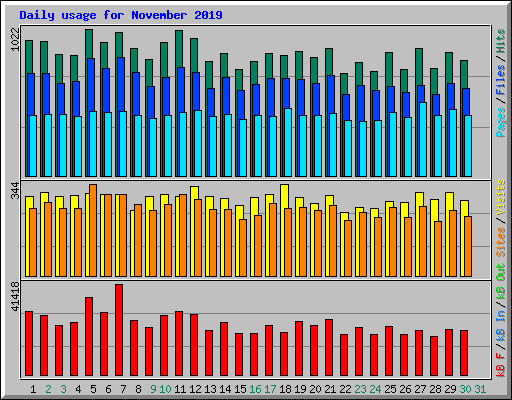 Daily usage for November 2019
1022
Pages / Files / Hits
344
Sites / Visits
41418
kB F / kB In / kB Out
1 2 3 4 5 6 7 8 9 10 11 12 13 14 15 16 17 18 19 20 21 22 23 24 25 26 27 28 29 30 31